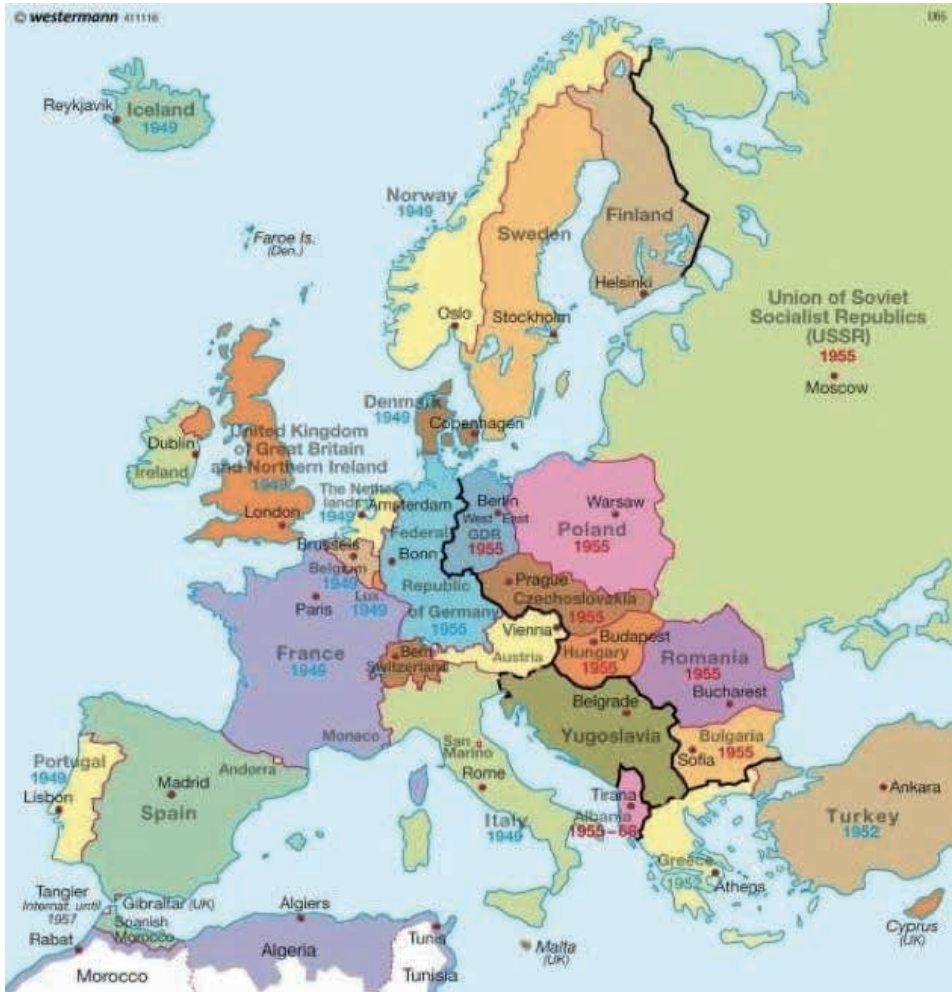 © westermann 411116
Reykjavik
Iceland
1949
Norway
1949
Faroe Is.
(Den.)
Sweden
Finland
Helsinki
Oslo
Stockholm
Union of Soviet
Socialist Republics
(USSR)
1955
Moscow
Denmark
1949
Copenhagen
Dublin
Ireland
United Kingdom
of Great Britain
and Northern Ireland
1949
London
The Nether
lands
1949
Amsterdam
Berlin
West East
GDR
1955
Warsaw
Poland
1955
Brussels
Belgium
1949
Lux.
1949
Federal
Bonn
Republic
of Germany
1955
Prague
Czechoslovakia
1955
Paris
France
1949
Bern
Switzerland
Vienna
Austria
Budapest
Hungary
1955
Romania
1955
Bucharest
Belgrade
Yugoslavia
Bulgaria
1955
Sofia
Monaco
Andorra
San
Marino
Rome
Italy
1949
Portugal
1949
Lisbon
Madrid
Spain
Tirana
Albania
1955–68
Greece
1952
Athens
Ankara
Turkey
1952
Cyprus
(UK)
Malta
(UK)
Tangier
Internat. until
1957
Gibraltar (UK)
Spanish
Morocco
Rabat
Morocco
Algiers
Algeria
Tunis
Tunisia